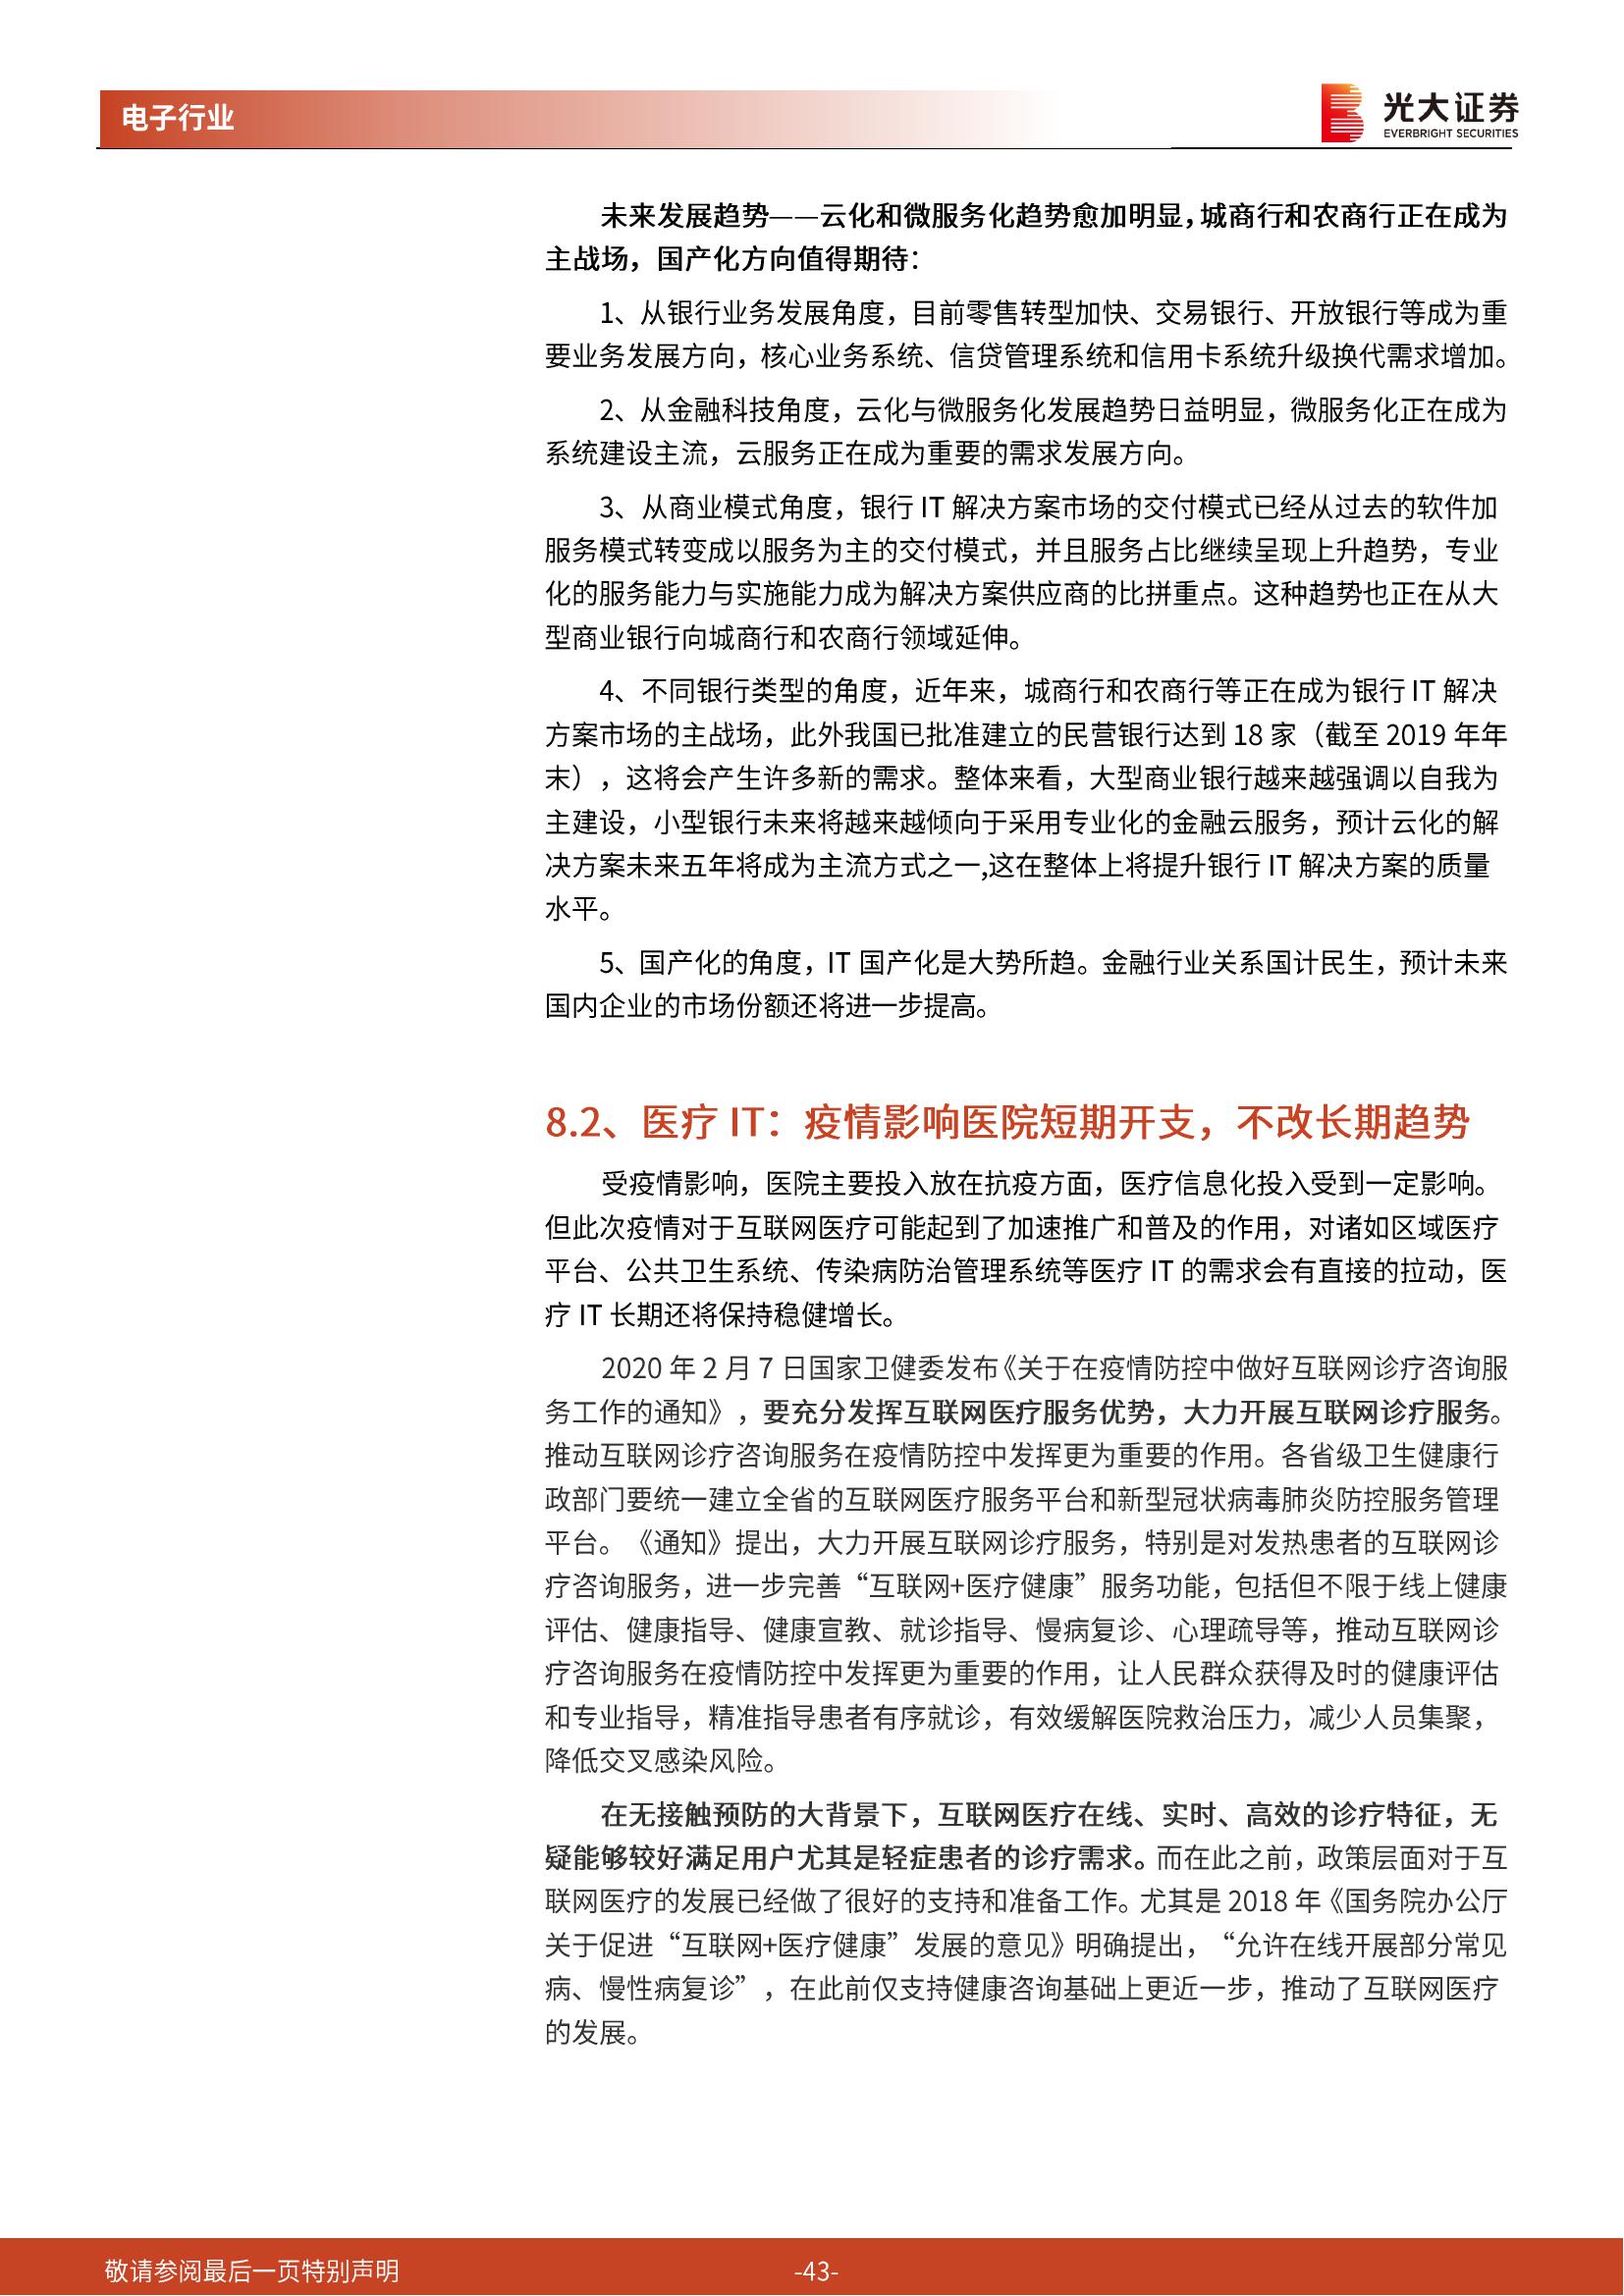 电子行业
光大证券
EVERBRIGHT SECURITIES
未来发展趋势——云化和微服务化趋势愈加明显，城商行和农商行正在成为
主战场，国产化方向值得期待：
1、从银行业务发展角度，目前零售转型加快、交易银行、开放银行等成为重
要业务发展方向，核心业务系统、信贷管理系统和信用卡系统升级换代需求增加。
2、从金融科技角度，云化与微服务化发展趋势日益明显，微服务化正在成为
系统建设主流，云服务正在成为重要的需求发展方向。
3、从商业模式角度，银行 IT 解决方案市场的交付模式已经从过去的软件加
服务模式转变成以服务为主的交付模式，并且服务占比继续呈现上升趋势，专业
化的服务能力与实施能力成为解决方案供应商的比拼重点。这种趋势也正在从大
型商业银行向城商行和农商行领域延伸。
4、不同银行类型的角度，近年来，城商行和农商行等正在成为银行 IT 解决
方案市场的主战场，此外我国已批准建立的民营银行达到 18 家（截至 2019 年年
末），这将会产生许多新的需求。整体来看，大型商业银行越来越强调以自我为
主建设，小型银行未来将越来越倾向于采用专业化的金融云服务，预计云化的解
决方案未来五年将成为主流方式之一,这在整体上将提升银行 IT 解决方案的质量
水平。
5、国产化的角度，IT 国产化是大势所趋。金融行业关系国计民生，预计未来
国内企业的市场份额还将进一步提高。
8.2、医疗 IT：疫情影响医院短期开支，不改长期趋势
受疫情影响，医院主要投入放在抗疫方面，医疗信息化投入受到一定影响。
但此次疫情对于互联网医疗可能起到了加速推广和普及的作用，对诸如区域医疗
平台、公共卫生系统、传染病防治管理系统等医疗 IT 的需求会有直接的拉动，医
疗 IT 长期还将保持稳健增长。
2020 年 2 月 7 日国家卫健委发布《关于在疫情防控中做好互联网诊疗咨询服
务工作的通知》，要充分发挥互联网医疗服务优势，大力开展互联网诊疗服务。
推动互联网诊疗咨询服务在疫情防控中发挥更为重要的作用。各省级卫生健康行
政部门要统一建立全省的互联网医疗服务平台和新型冠状病毒肺炎防控服务管理
平台。《通知》提出，大力开展互联网诊疗服务，特别是对发热患者的互联网诊
疗咨询服务，进一步完善“互联网+医疗健康”服务功能，包括但不限于线上健康
评估、健康指导、健康宣教、就诊指导、慢病复诊、心理疏导等，推动互联网诊
疗咨询服务在疫情防控中发挥更为重要的作用，让人民群众获得及时的健康评估
和专业指导，精准指导患者有序就诊，有效缓解医院救治压力，减少人员集聚，
降低交叉感染风险。
在无接触预防的大背景下，互联网医疗在线、实时、高效的诊疗特征，无
疑能够较好满足用户尤其是轻症患者的诊疗需求。而在此之前，政策层面对于互
联网医疗的发展已经做了很好的支持和准备工作。尤其是 2018 年《国务院办公厅
关于促进“互联网+医疗健康”发展的意见》明确提出，“允许在线开展部分常见
病、慢性病复诊”，在此前仅支持健康咨询基础上更近一步，推动了互联网医疗
的发展。
敬请参阅最后一页特别声明
-43-